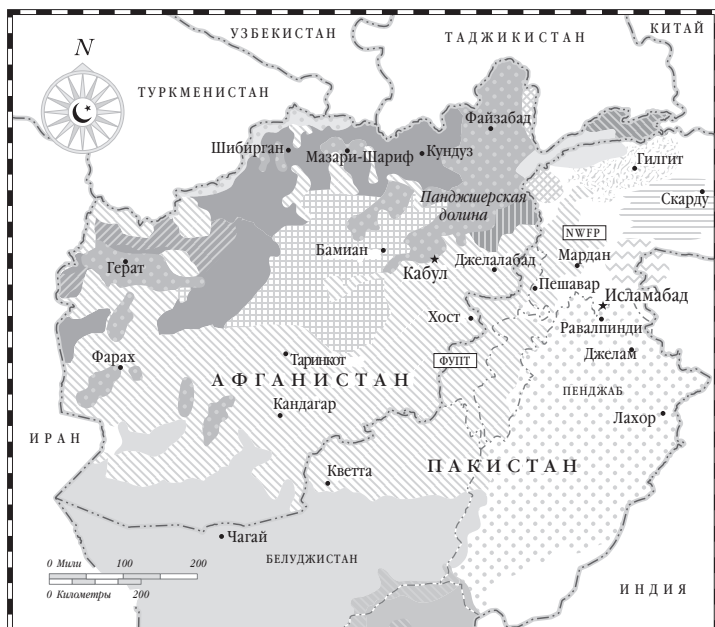 УЗБЕКИСТАН
ТАДЖИКИСТАН
КИТАЙ
N
ТУРКМЕНИСТАН
Файзабад
Шибирган
Мазари-Шариф
Кундуз
Гилгит
Панджшерская
долина
Скарду
NWFP
Бамиан
Мардан
Герат
Кабул
Джелалабад
Пешавар
Исламабад
Хост
Равалпинди
Фарах
Таринкот
ФУПТ
Джелам
АФГАНИСТАН
ПЕНДЖАБ
Кандагар
Лахор
ИРАН
Кветта
ПАКИСТАН
Чагай
БЕЛУДЖИСТАН
0 Мили 100 200
0 Километры 200
ИНДИЯ